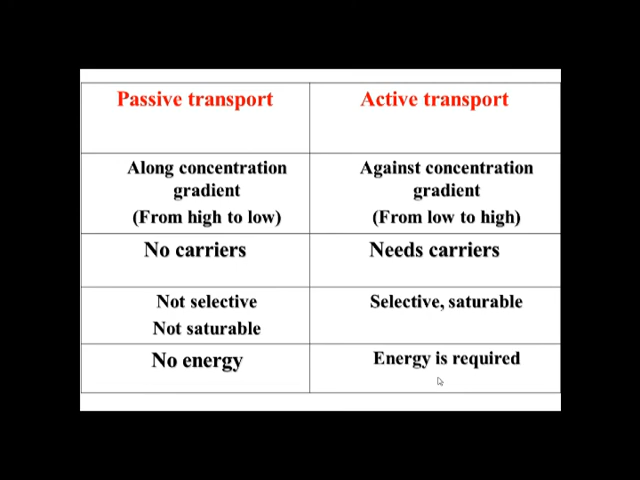 Passive transport
Active transport
Along concentration
gradient
(From high to low)
Against concentration
gradient
(From low to high)
No carriers
Needs carriers
Not selective
Not saturable
Selective, saturable
No energy
Energy is required